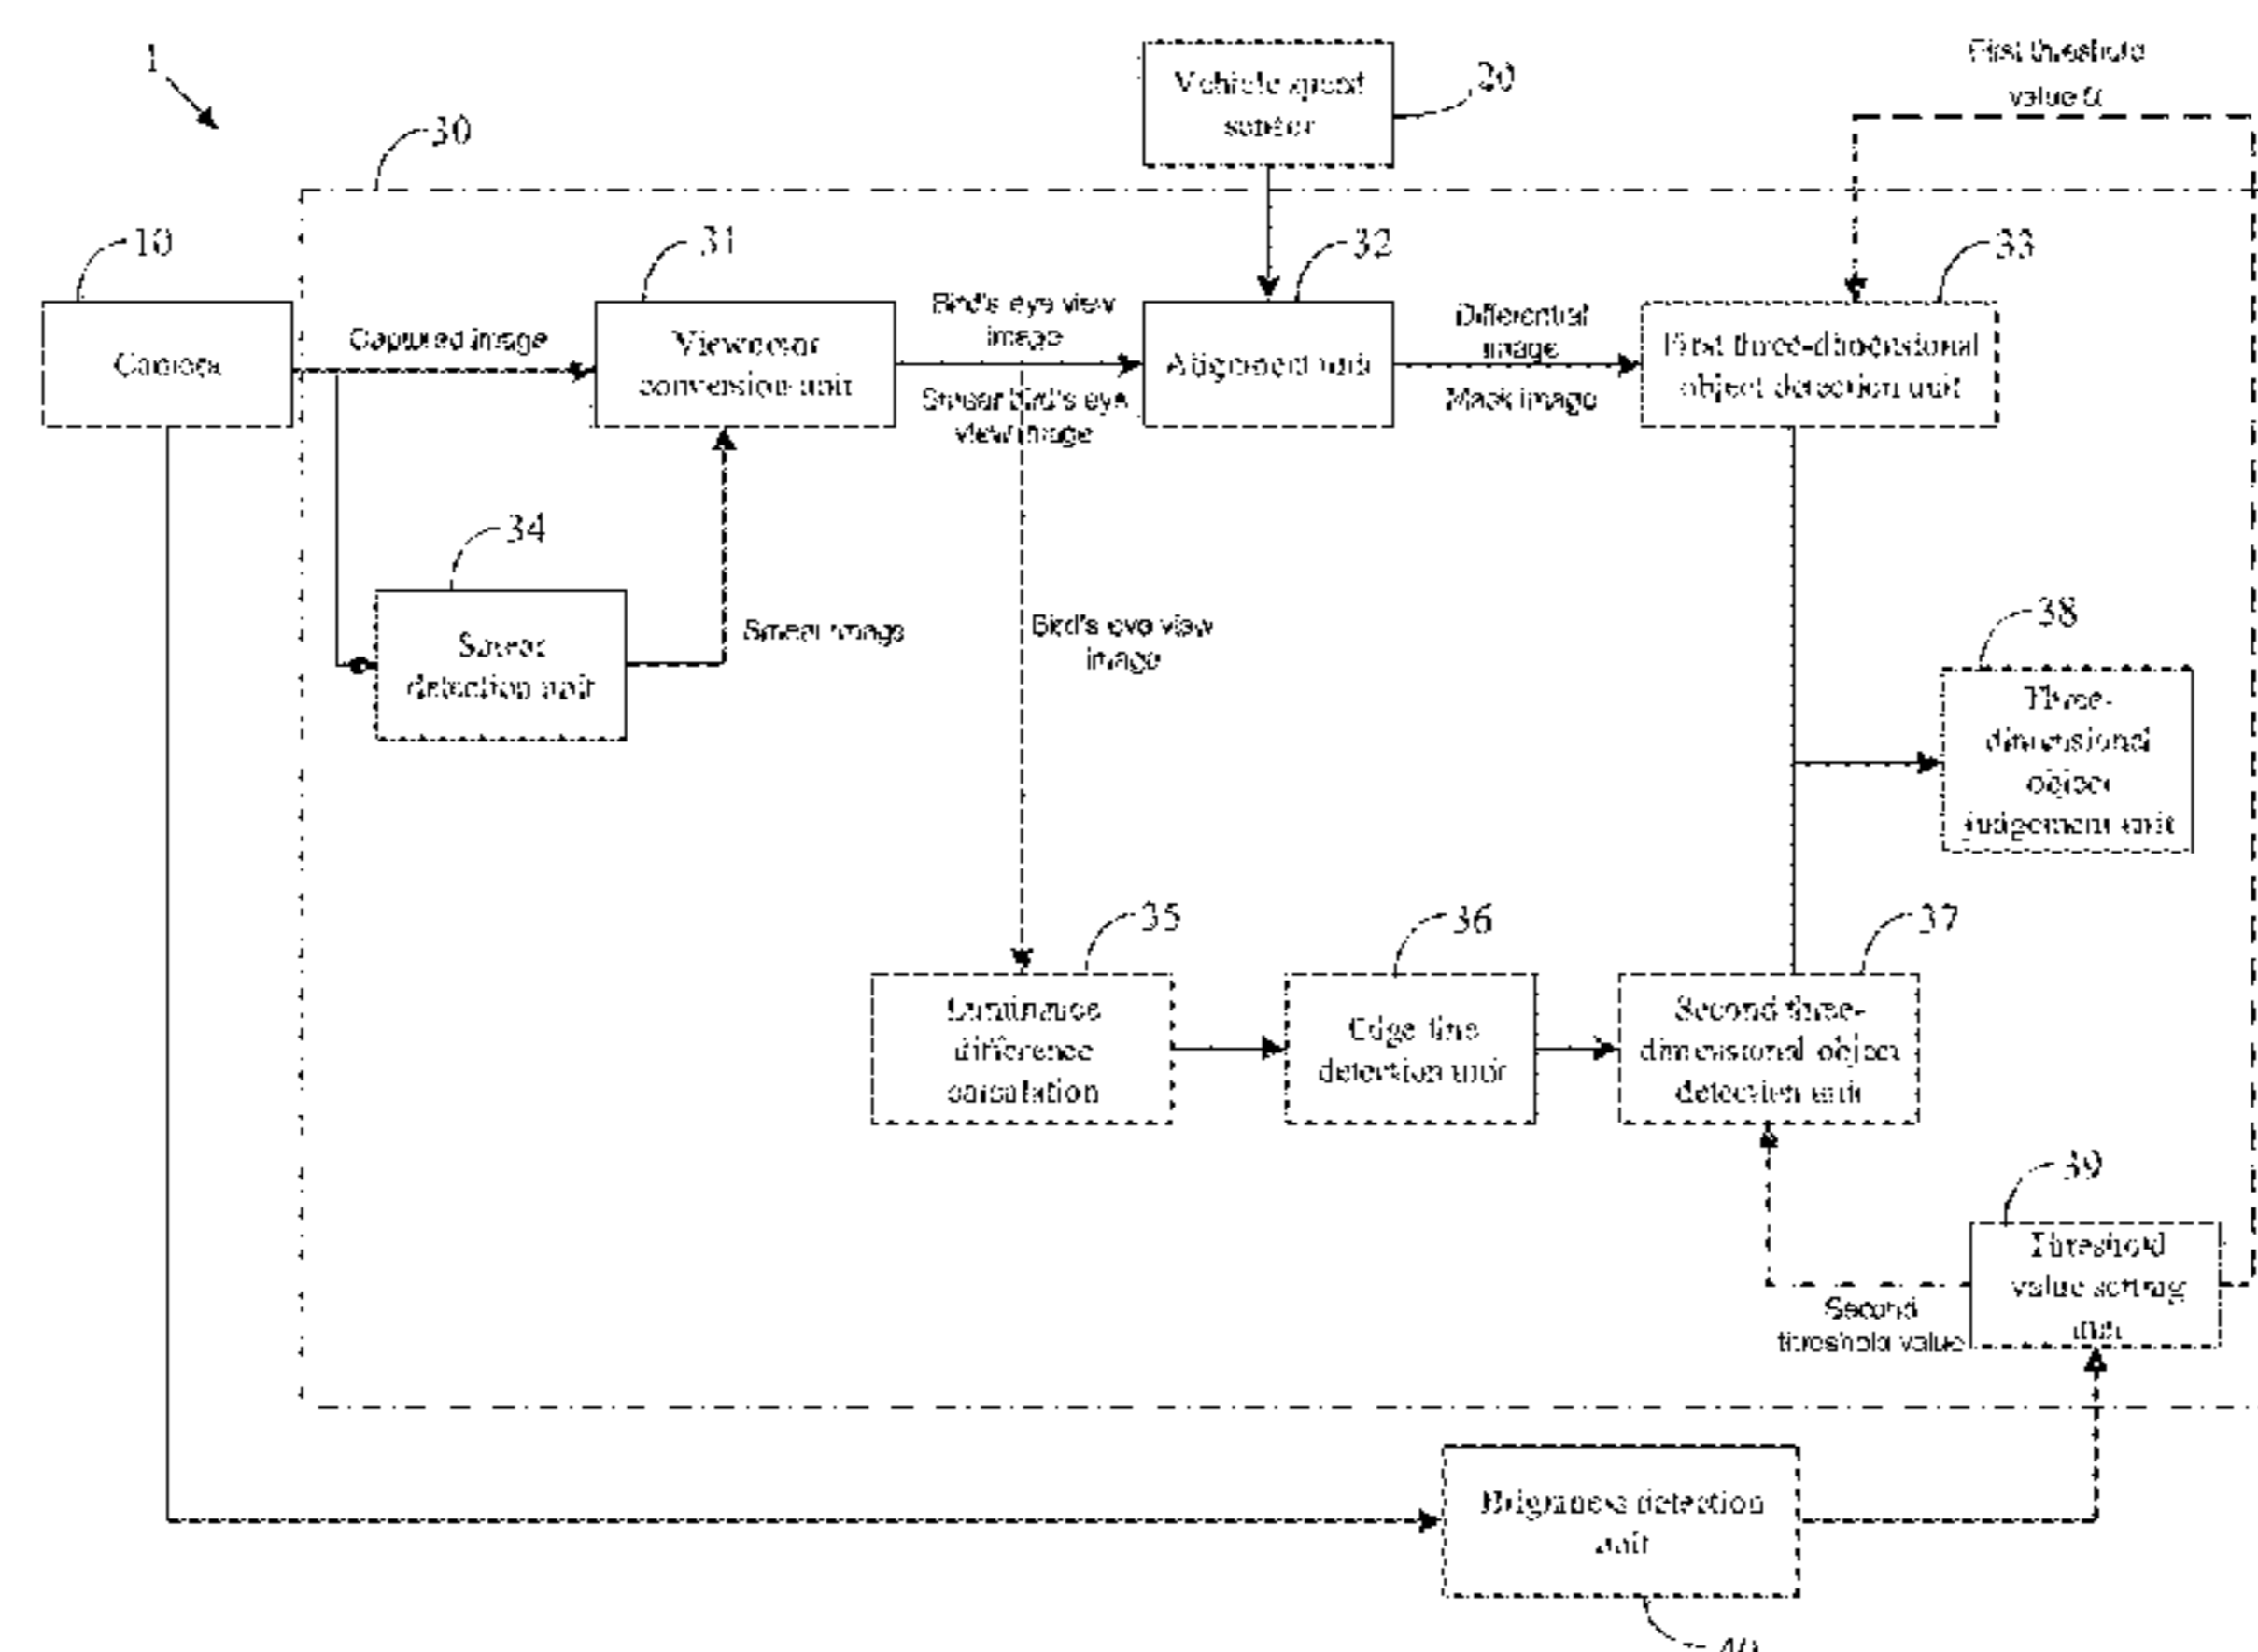 1
30
Vehicle speed
sensor
20
First threshold
value α
10
Camera
Captured image
31
Viewpoint
conversion unit
Bird's eye view
image
Smear bird's eye
view image
32
Alignment unit
Differential
image
Mask image
33
First three-dimensional
object detection unit
34
Smear
detection unit
Smear image
Bird's eye view
image
38
Three-
dimensional
object
judgement unit
35
Luminance
difference
calculation
36
Edge line
detection unit
37
Second three-
dimensional object
detection unit
39
Threshold
value setting
unit
Second
threshold value
Brightness detection
unit
40